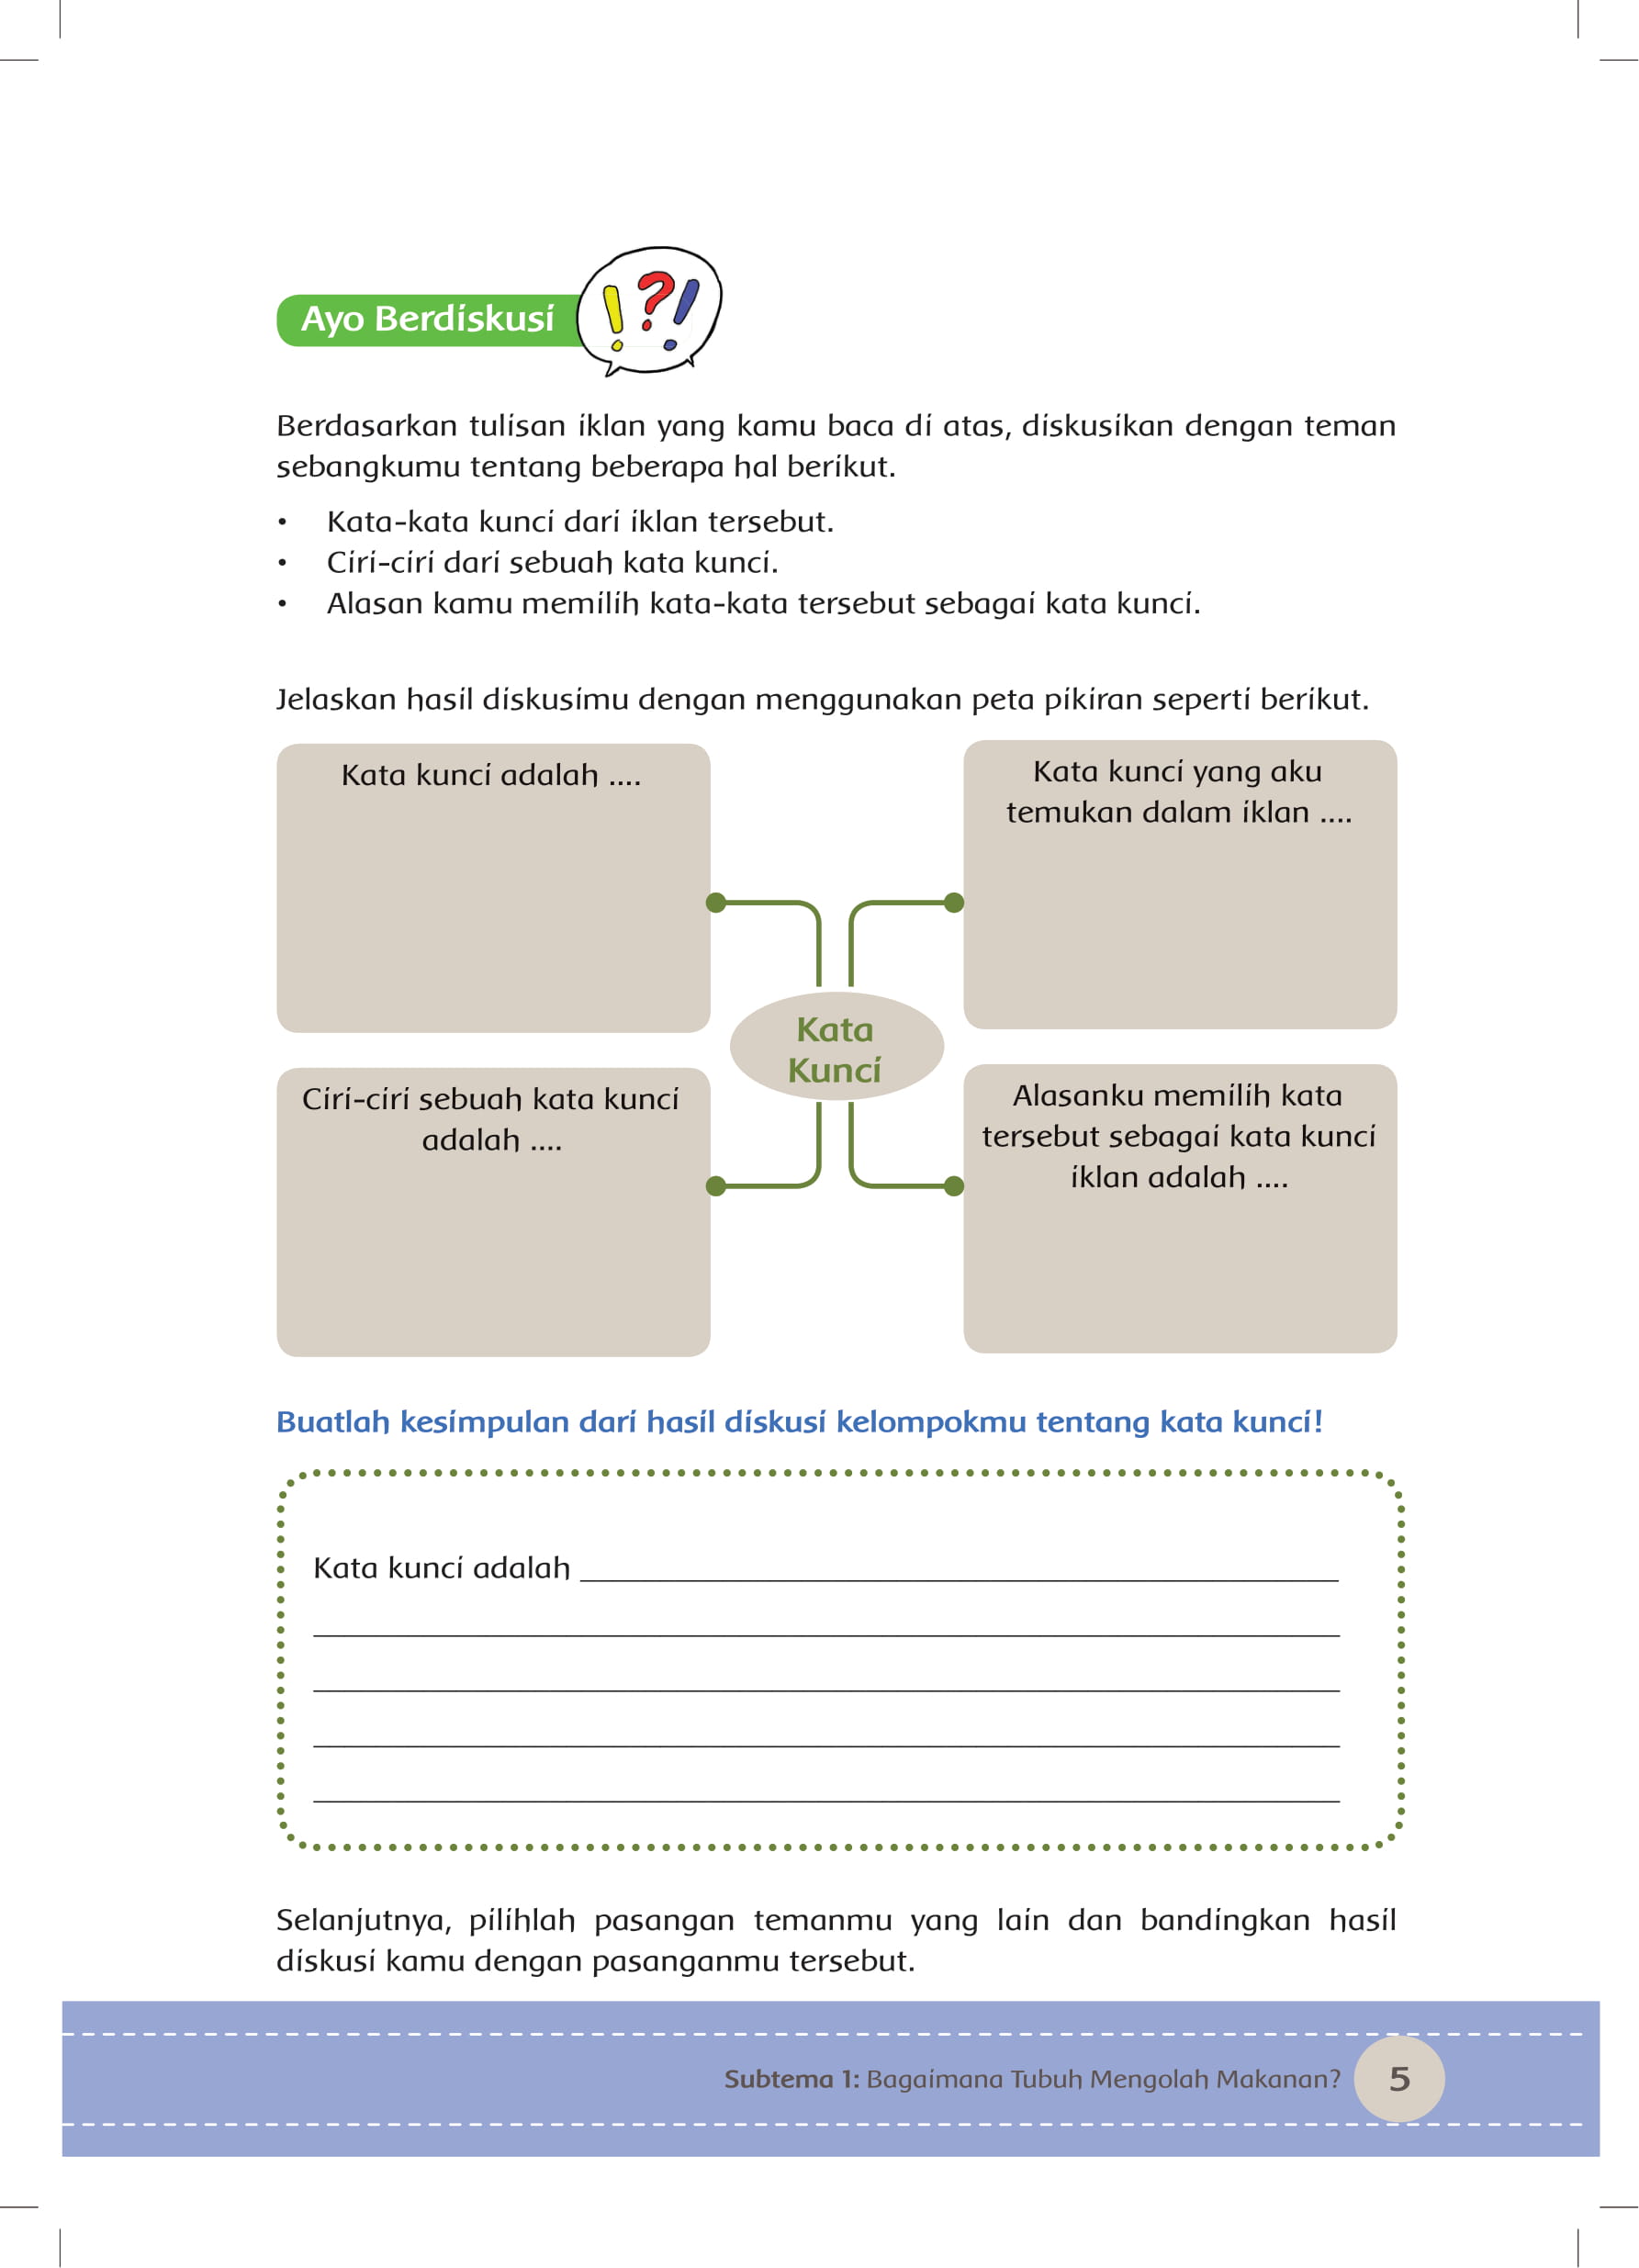 Ayo Berdiskusi
Berdasarkan tulisan iklan yang kamu baca di atas, diskusikan dengan teman
sebangkumu tentang beberapa hal berikut.
• Kata-kata kunci dari iklan tersebut.
• Ciri-ciri dari sebuah kata kunci.
• Alasan kamu memilih kata-kata tersebut sebagai kata kunci.
Jelaskan hasil diskusimu dengan menggunakan peta pikiran seperti berikut.
Kata kunci adalah ....
Kata kunci yang aku
temukan dalam iklan ....
Kata
Kunci
Ciri-ciri sebuah kata kunci
adalah ....
Alasanku memilih kata
tersebut sebagai kata kunci
iklan adalah ....
Buatlah kesimpulan dari hasil diskusi kelompokmu tentang kata kunci!
Kata kunci adalah
Selanjutnya, pilihlah pasangan temanmu yang lain dan bandingkan hasil
diskusi kamu dengan pasanganmu tersebut.
Subtema 1: Bagaimana Tubuh Mengolah Makanan? 5